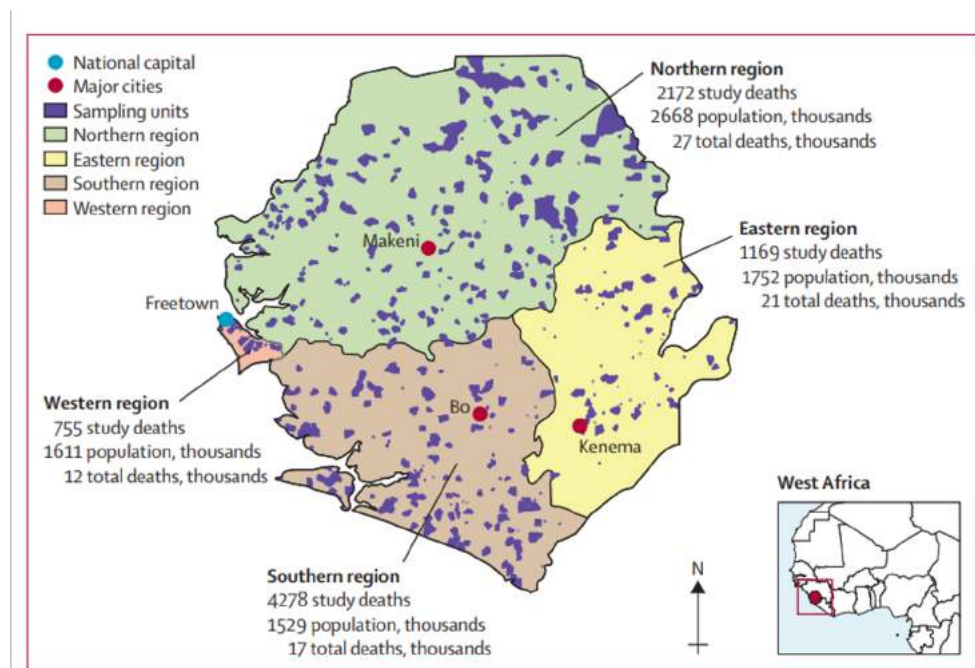 National capital
Major cities
Sampling units
Northern region
Eastern region
Southern region
Western region
Northern region
2172 study deaths
2668 population, thousands
27 total deaths, thousands
Eastern region
1169 study deaths
1752 population, thousands
21 total deaths, thousands
Makeni
Freetown
Western region
755 study deaths
1611 population, thousands
12 total deaths, thousands
Bo
Kenema
Southern region
4278 study deaths
1529 population, thousands
17 total deaths, thousands
N
West Africa